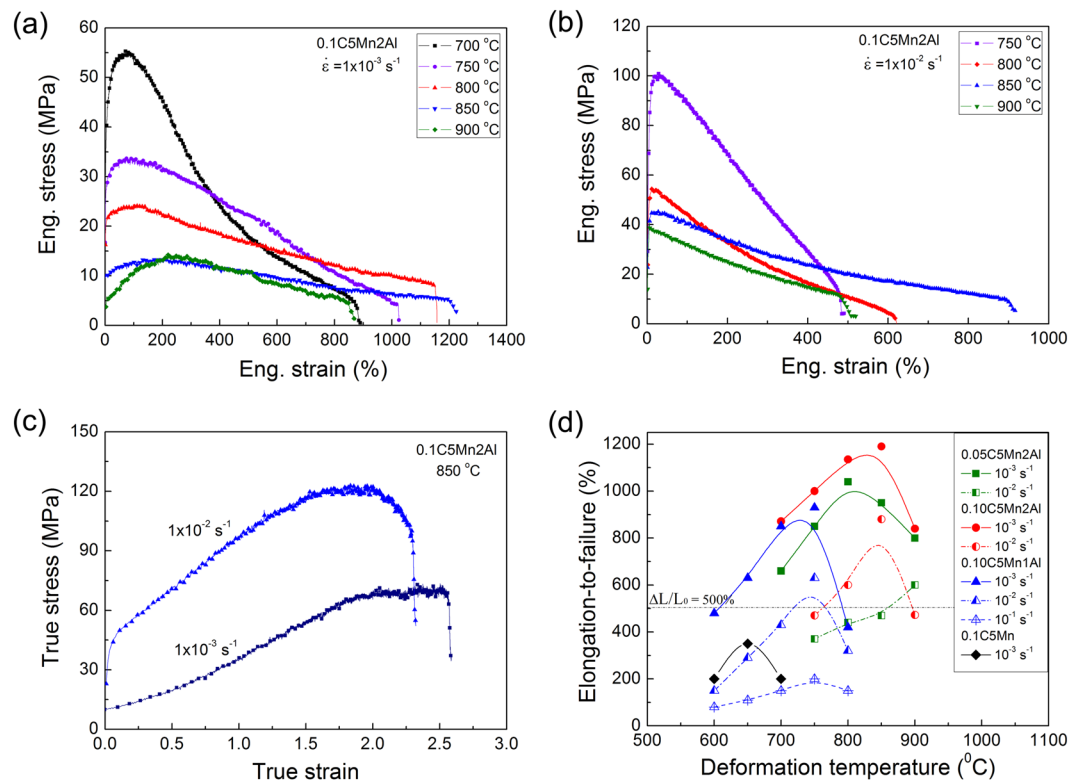 (a)
0.1C5Mn2Al
ε̇ =1x10⁻³ s⁻¹
700 °C
750 °C
800 °C
850 °C
900 °C
60
50
40
30
20
10
0
Eng. stress (MPa)
0 200 400 600 800 1000 1200 1400
Eng. strain (%)
(b)
0.1C5Mn2Al
ε̇ =1x10⁻² s⁻¹
750 °C
800 °C
850 °C
900 °C
120
100
80
60
40
20
0
Eng. stress (MPa)
0 200 400 600 800 1000
Eng. strain (%)
(c)
0.1C5Mn2Al
850 °C
1x10⁻² s⁻¹
1x10⁻³ s⁻¹
150
120
90
60
30
0
True stress (MPa)
0.0 0.5 1.0 1.5 2.0 2.5 3.0
True strain
(d)
0.05C5Mn2Al
10⁻³ s⁻¹
10⁻² s⁻¹
0.10C5Mn2Al
10⁻³ s⁻¹
10⁻² s⁻¹
0.10C5Mn1Al
10⁻³ s⁻¹
10⁻² s⁻¹
10⁻¹ s⁻¹
0.1C5Mn
10⁻³ s⁻¹
ΔL/L₀ = 500%
1200
1000
800
600
400
200
0
Elongation-to-failure (%)
500 600 700 800 900 1000 1100
Deformation temperature (⁰C)